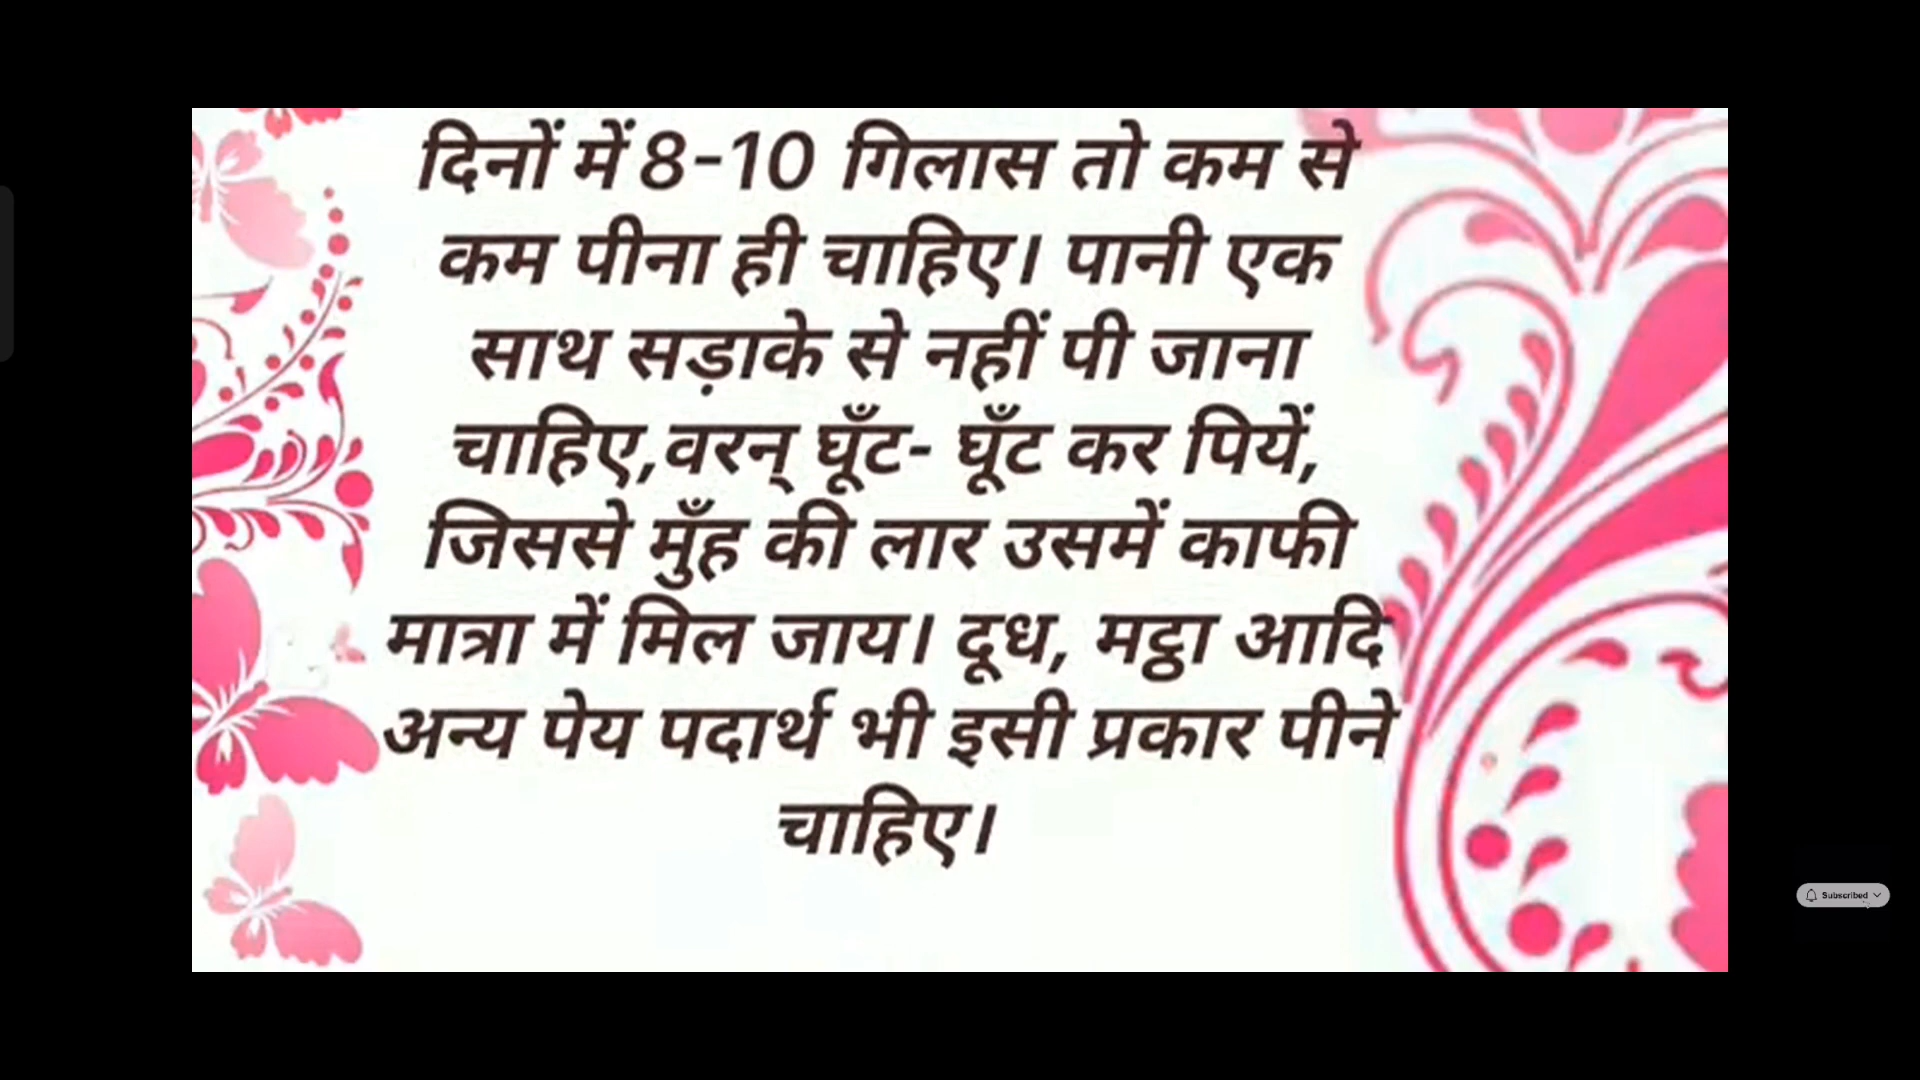 दिनों में 8-10 गिलास तो कम से
कम पीना ही चाहिए। पानी एक
साथ सड़ाके से नहीं पी जाना
चाहिए,वरन् घूँट- घूँट कर पियें,
जिससे मुँह की लार उसमें काफी
मात्रा में मिल जाय। दूध, मट्ठा आदि
अन्य पेय पदार्थ भी इसी प्रकार पीने
चाहिए।
Subscribed